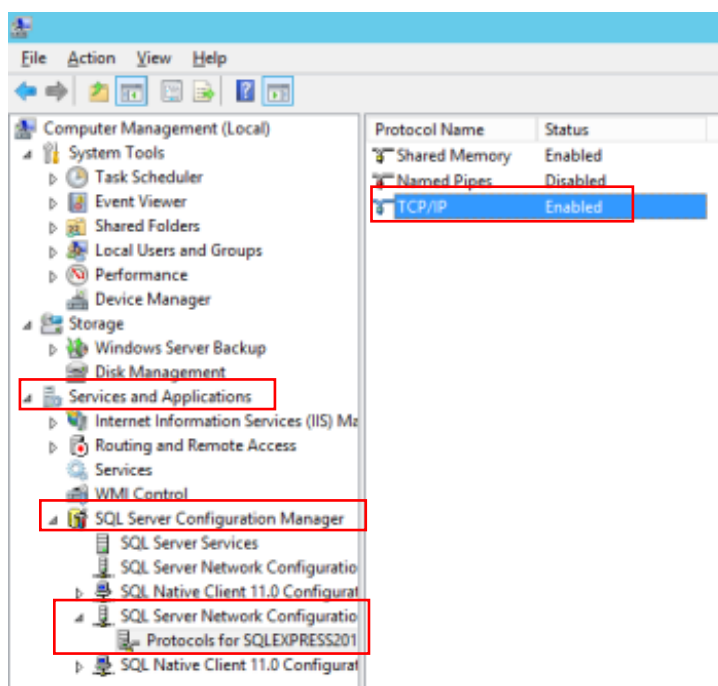 File Action View Help
Computer Management (Local)
System Tools
Task Scheduler
Event Viewer
Shared Folders
Local Users and Groups
Performance
Device Manager
Storage
Windows Server Backup
Disk Management
Services and Applications
Internet Information Services (IIS) Ma
Routing and Remote Access
Services
WMI Control
SQL Server Configuration Manager
SQL Server Services
SQL Server Network Configuratio
SQL Native Client 11.0 Configurat
SQL Server Network Configuratio
Protocols for SQLEXPRESS201
SQL Native Client 11.0 Configurat
Protocol Name Status
Shared Memory Enabled
Named Pipes Disabled
TCP/IP Enabled